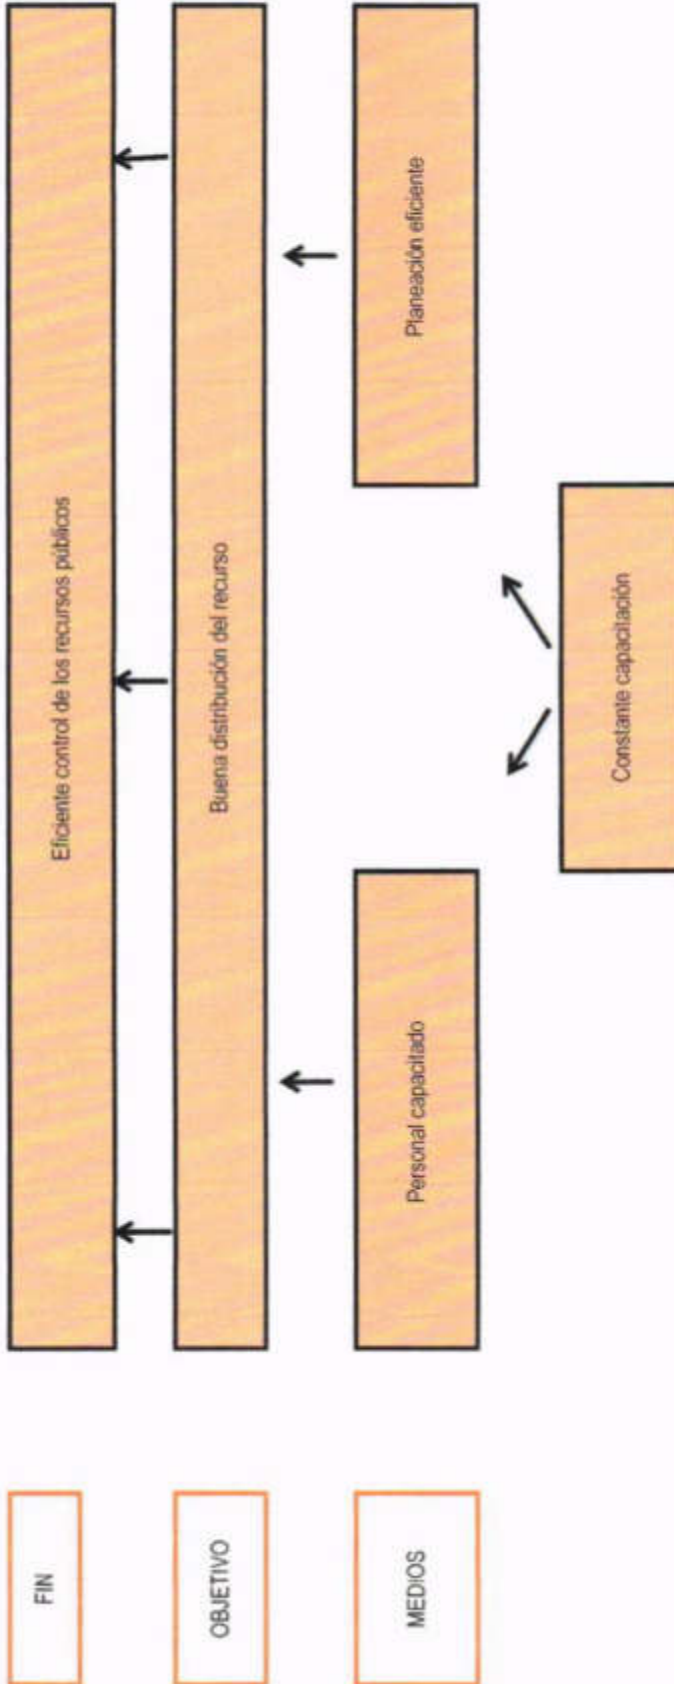 FIN
Eficiente control de los recursos públicos
OBJETIVO
Buena distribución del recurso
MEDIOS
Personal capacitado
Planeación eficiente
Constante capacitación